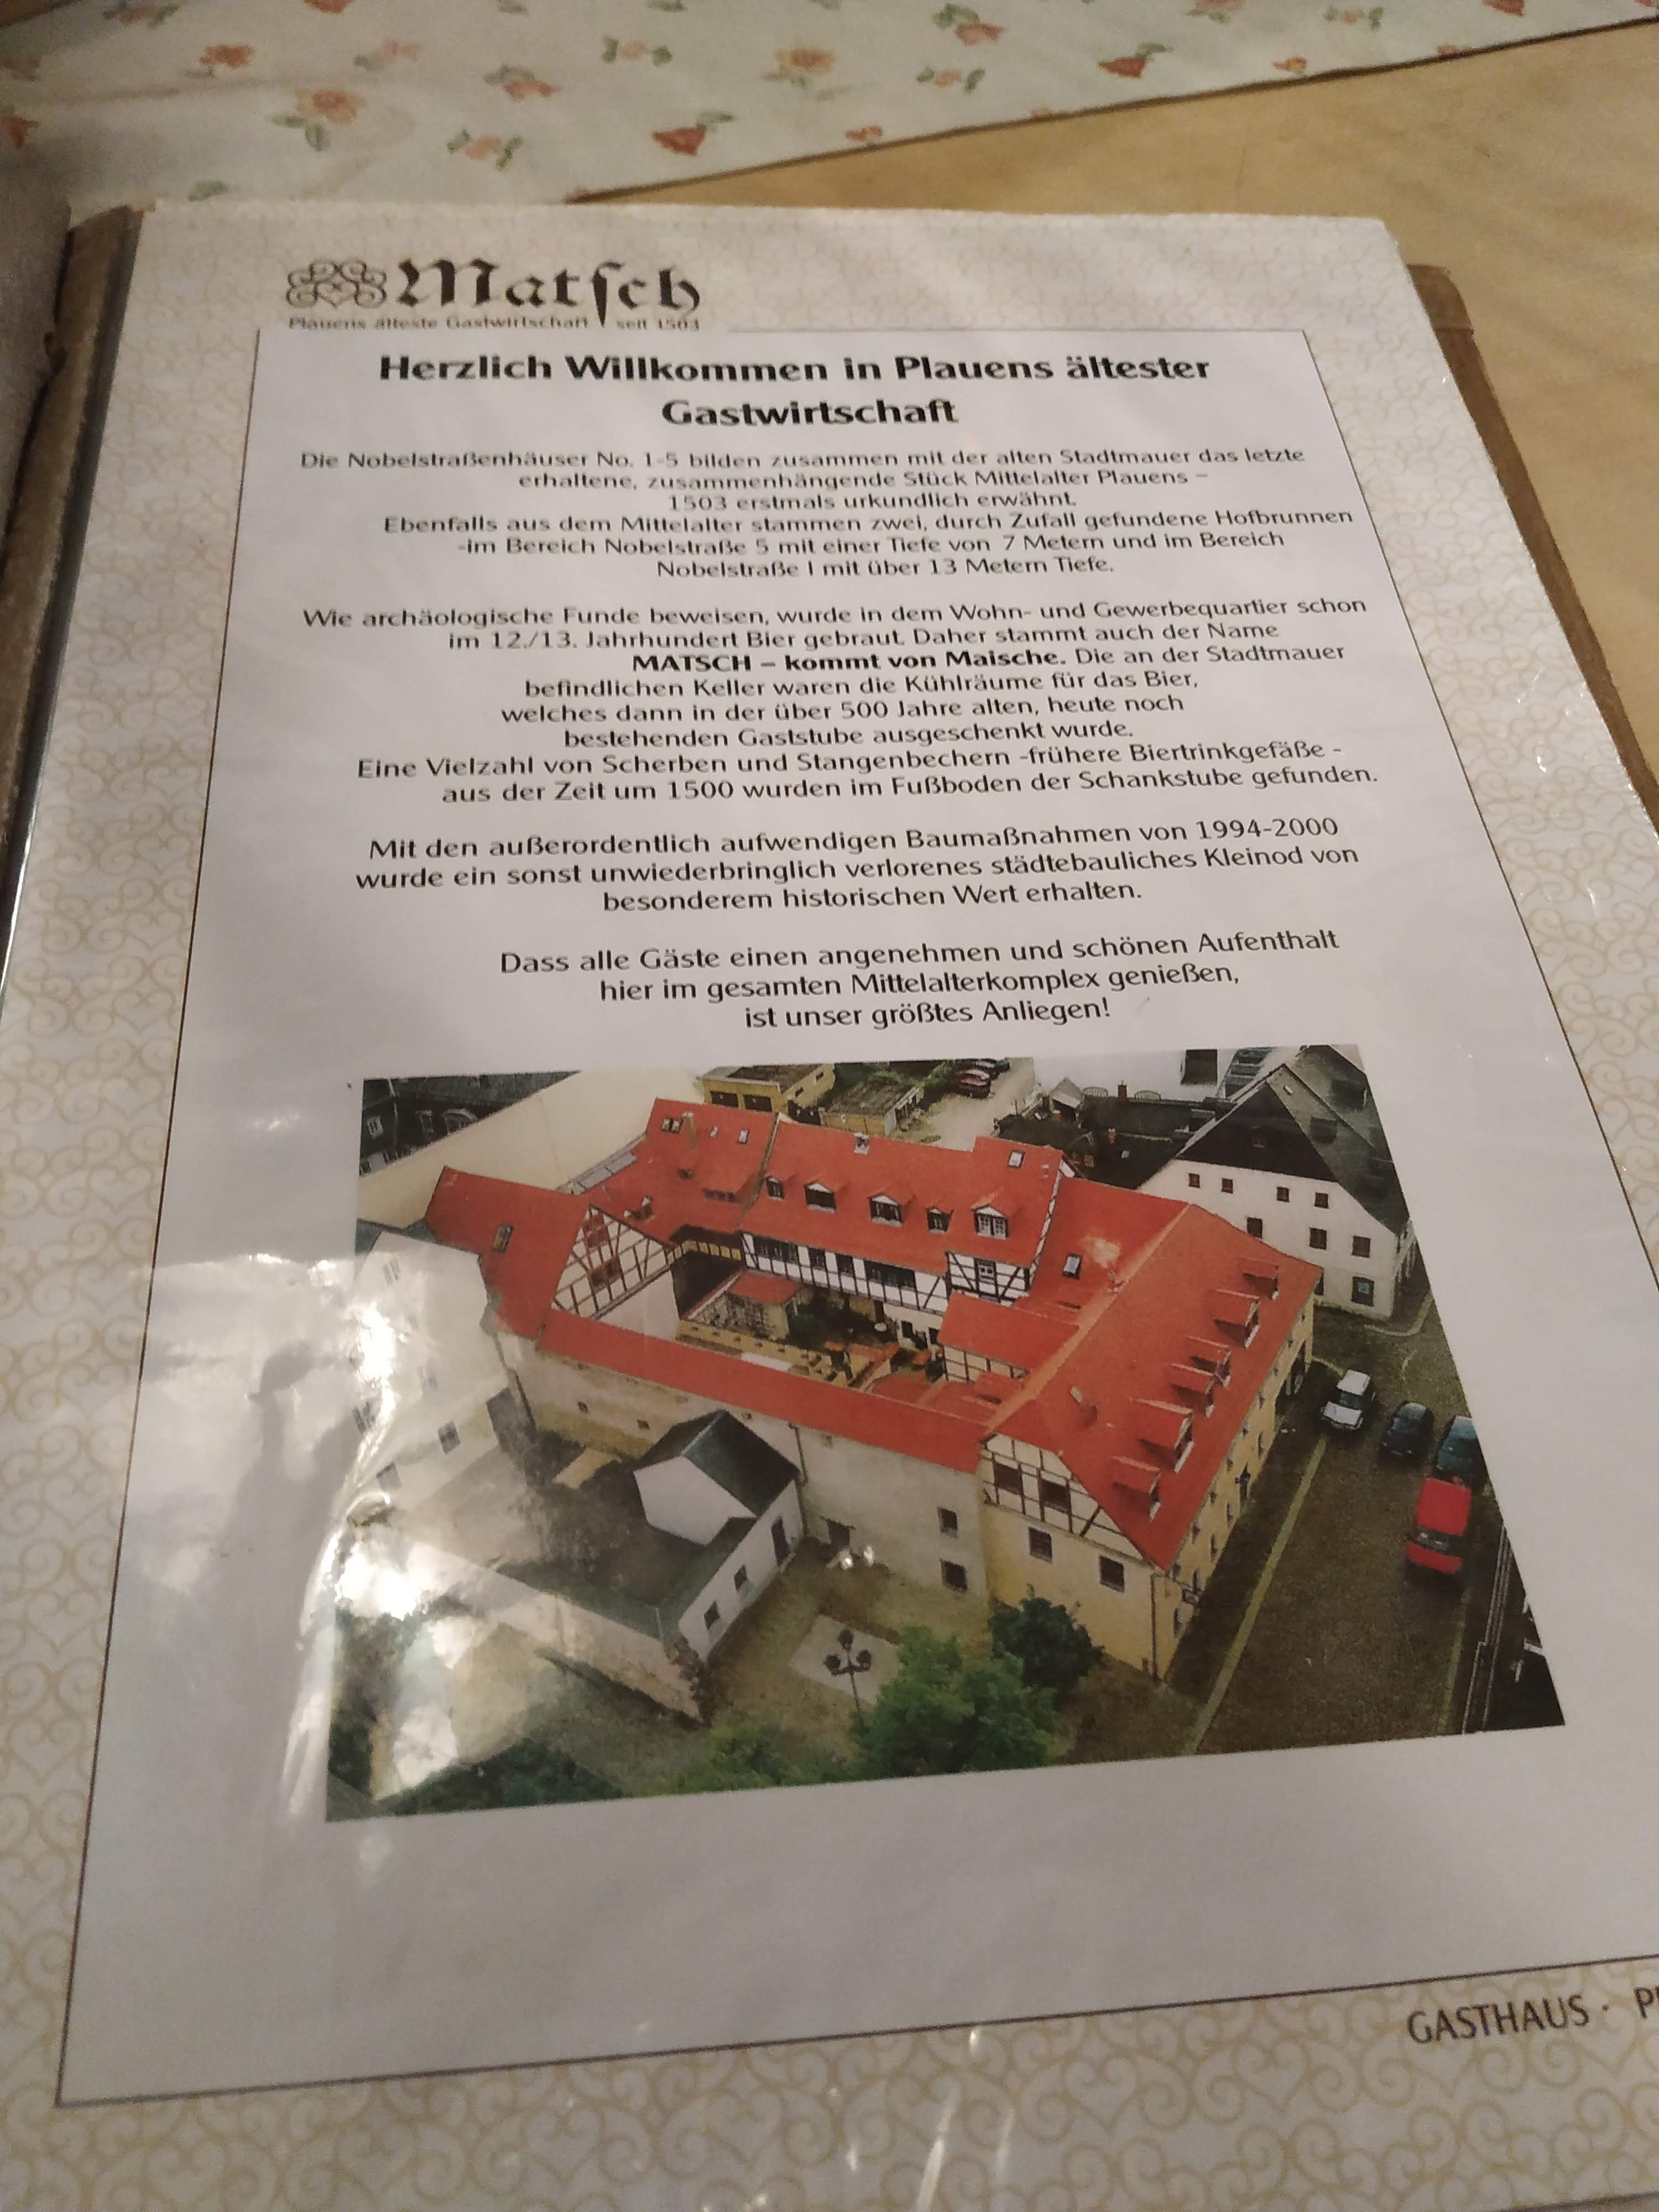 Matsch
Plauens älteste Gastwirtschaft seit 1503
Herzlich Willkommen in Plauens ältester
Gastwirtschaft
Die Nobelstraßenhäuser No. 1-5 bilden zusammen mit der alten Stadtmauer das letzte
erhaltene, zusammenhängende Stück Mittelalter Plauens –
1503 erstmals urkundlich erwähnt.
Ebenfalls aus dem Mittelalter stammen zwei, durch Zufall gefundene Hofbrunnen
-im Bereich Nobelstraße 5 mit einer Tiefe von 7 Metern und im Bereich
Nobelstraße 1 mit über 13 Metern Tiefe.
Wie archäologische Funde beweisen, wurde in dem Wohn- und Gewerbequartier schon
im 12./13. Jahrhundert Bier gebraut. Daher stammt auch der Name
MATSCH – kommt von Maische. Die an der Stadtmauer
befindlichen Keller waren die Kühlräume für das Bier,
welches dann in der über 500 Jahre alten, heute noch
bestehenden Gaststube ausgeschenkt wurde.
Eine Vielzahl von Scherben und Stangenbechern -frühere Biertrinkgefäße -
aus der Zeit um 1500 wurden im Fußboden der Schankstube gefunden.
Mit den außerordentlich aufwendigen Baumaßnahmen von 1994-2000
wurde ein sonst unwiederbringlich verlorenes städtebauliches Kleinod von
besonderem historischen Wert erhalten.
Dass alle Gäste einen angenehmen und schönen Aufenthalt
hier im gesamten Mittelalterkomplex genießen,
ist unser größtes Anliegen!
GASTHAUS ·